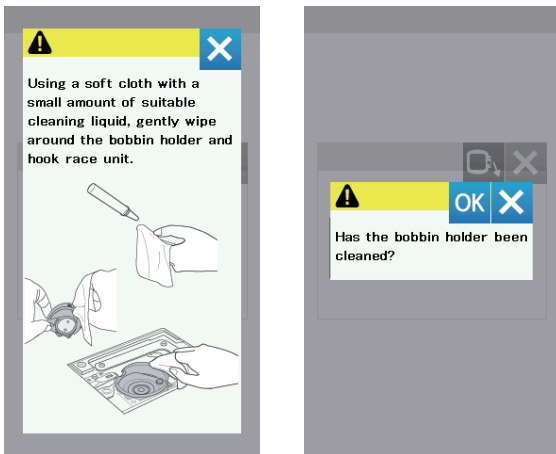 Using a soft cloth with a
small amount of suitable
cleaning liquid, gently wipe
around the bobbin holder and
hook race unit.
OK
Has the bobbin holder been
cleaned?